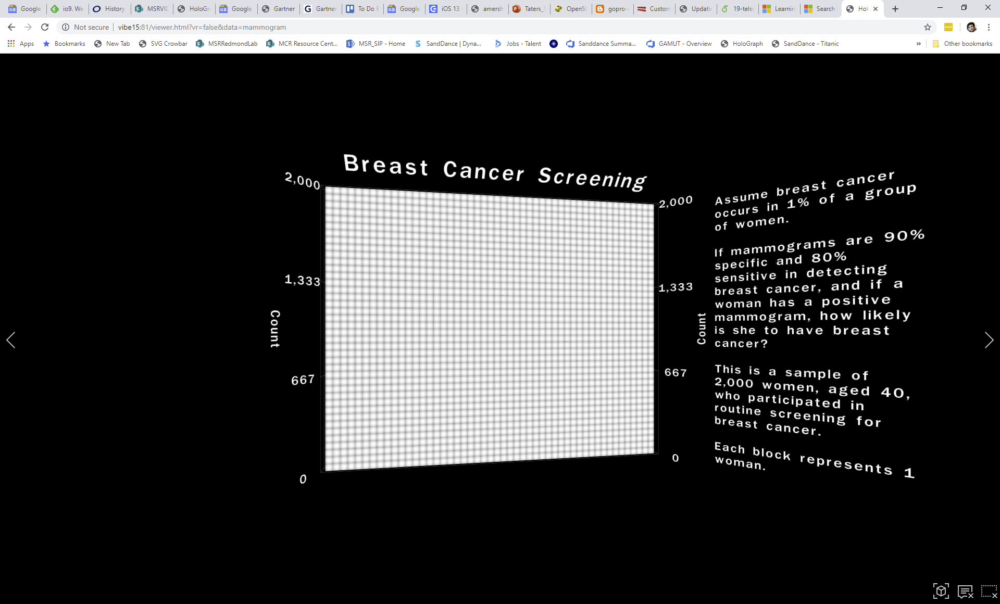 Google
io9. We
History
MSRVID
HoloGra
Google
Gartner
Gartner
To Do B
Google
iOS 13
amersh
Taters_S
OpenSC
gopro-
Custom
Updatin
19-tele
Learnin
Search
Hol
Not secure
vibe15:81/viewer.html?vr=false&data=mammogram
Apps
Bookmarks
New Tab
SVG Crowbar
MSRRedmondLab
MCR Resource Cent...
MSR_SIP - Home
SandDance | Dyna...
Jobs - Talent
Sanddance Summa...
GAMUT - Overview
HoloGraph
SandDance - Titanic
»
Other bookmarks
Breast Cancer Screening
2,000
1,333
667
0
Count
2,000
1,333
667
0
Count
Assume breast cancer
occurs in 1% of a group
of women.
If mammograms are 90%
specific and 80%
sensitive in detecting
breast cancer, and if a
woman has a positive
mammogram, how likely
is she to have breast
cancer?
This is a sample of
2,000 women, aged 40,
who participated in
routine screening for
breast cancer.
Each block represents 1
woman.